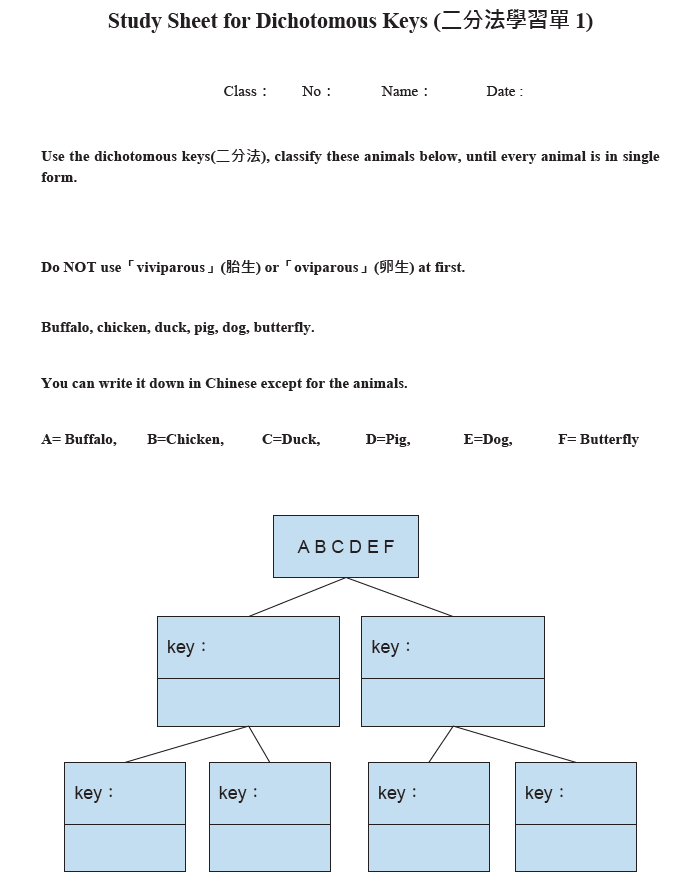 Study Sheet for Dichotomous Keys (二分法學習單 1)
Class： No： Name： Date :
Use the dichotomous keys(二分法), classify these animals below, until every animal is in single
form.
Do NOT use「viviparous」(胎生) or「oviparous」(卵生) at first.
Buffalo, chicken, duck, pig, dog, butterfly.
You can write it down in Chinese except for the animals.
A= Buffalo, B=Chicken, C=Duck, D=Pig, E=Dog, F= Butterfly
A B C D E F
key： key：
key： key： key： key：